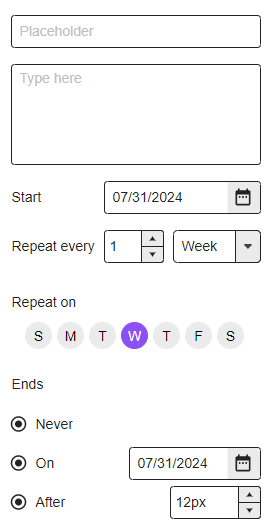 Placeholder
Type here
Start 07/31/2024
Repeat every 1 Week
Repeat on
S M T W T F S
Ends
Never
On 07/31/2024
After 12px